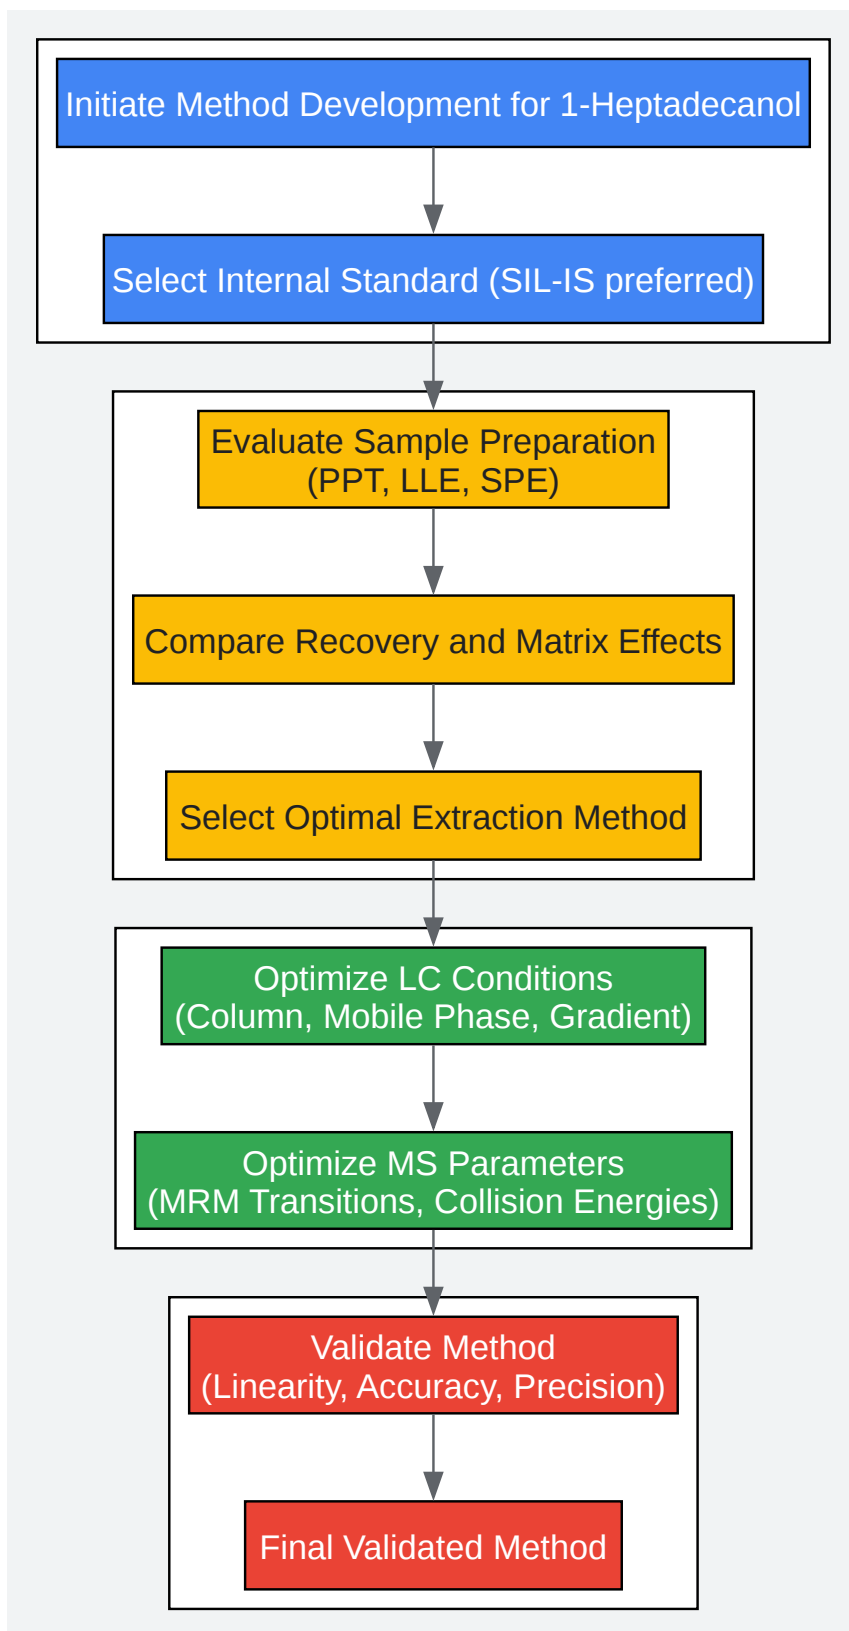 Initiate Method Development for 1-Heptadecanol
Select Internal Standard (SIL-IS preferred)
Evaluate Sample Preparation
(PPT, LLE, SPE)
Compare Recovery and Matrix Effects
Select Optimal Extraction Method
Optimize LC Conditions
(Column, Mobile Phase, Gradient)
Optimize MS Parameters
(MRM Transitions, Collision Energies)
Validate Method
(Linearity, Accuracy, Precision)
Final Validated Method